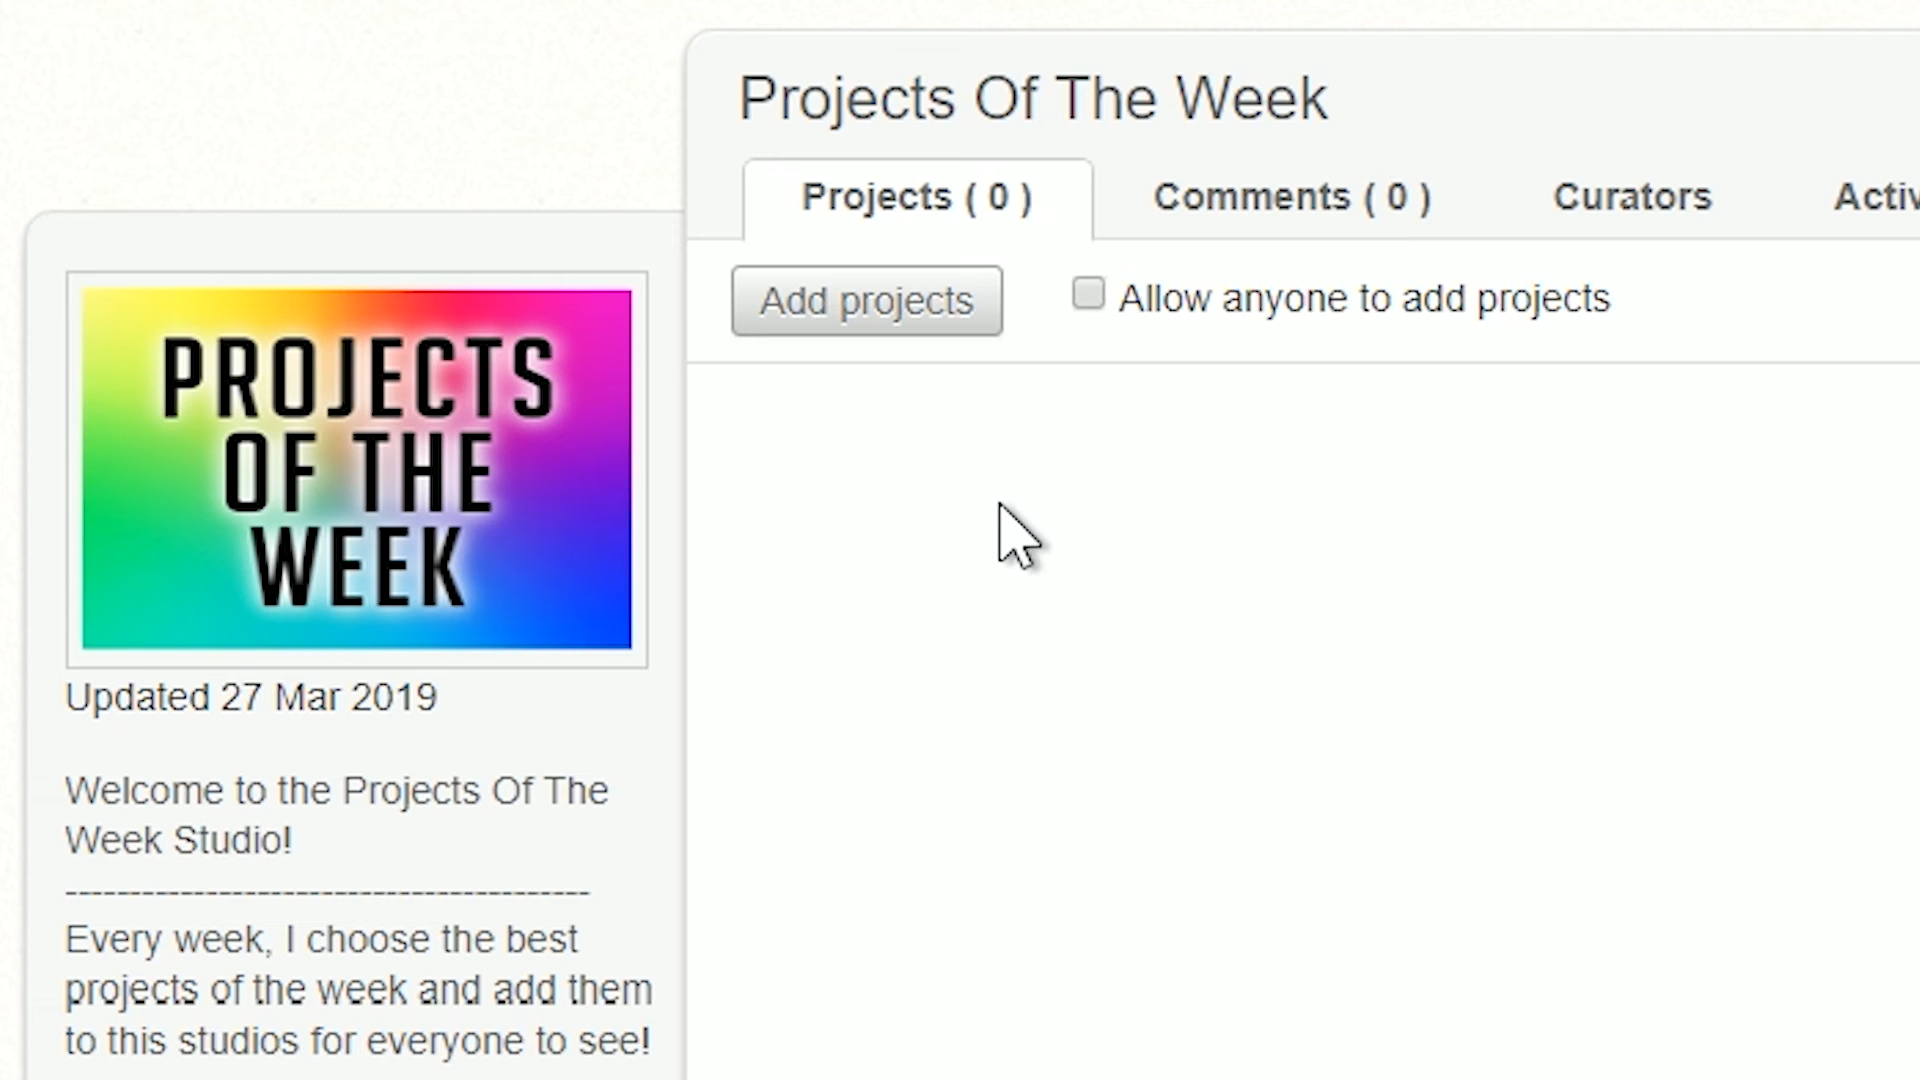 Projects Of The Week
Projects ( 0 )
Comments ( 0 )
Curators
Activ
Add projects
Allow anyone to add projects
PROJECTS
OF THE
WEEK
Updated 27 Mar 2019
Welcome to the Projects Of The
Week Studio!
-----------------------------------------
Every week, I choose the best
projects of the week and add them
to this studios for everyone to see!